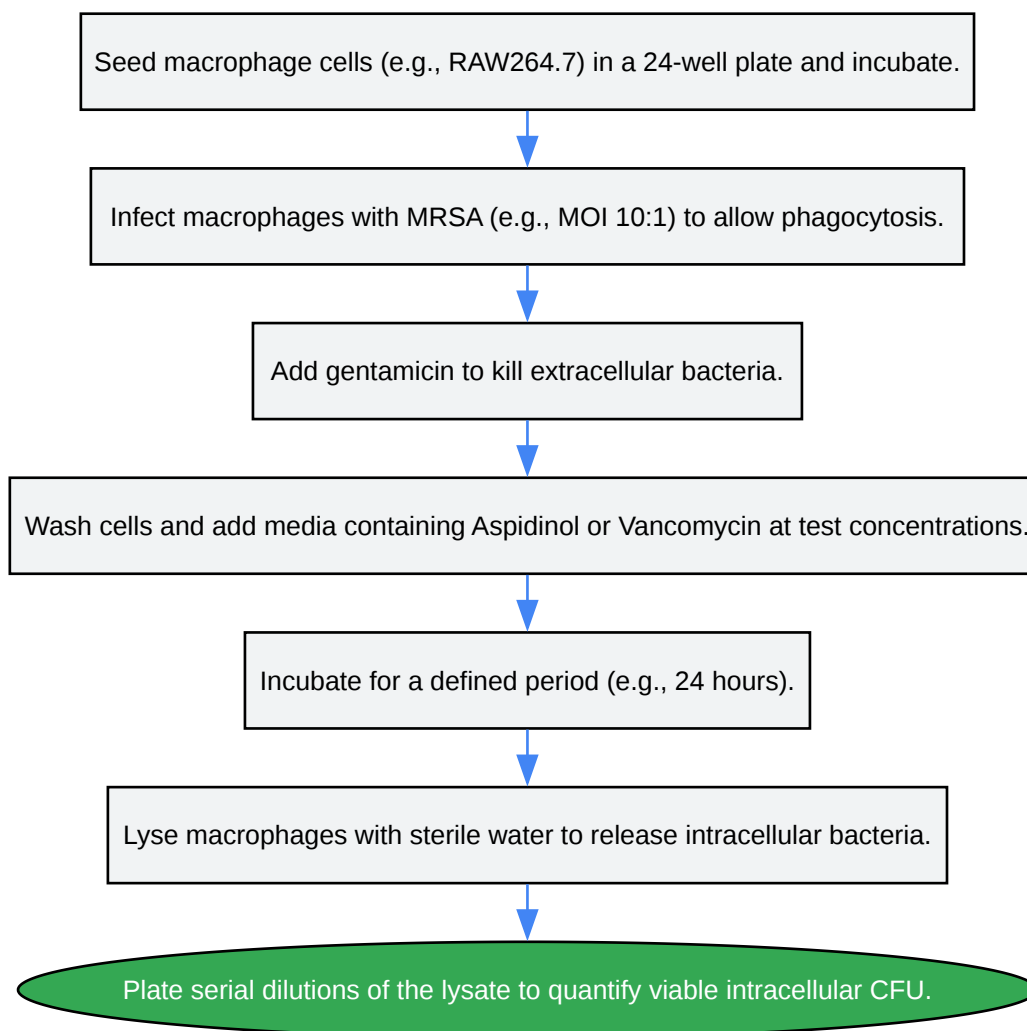 Seed macrophage cells (e.g., RAW264.7) in a 24-well plate and incubate.
Infect macrophages with MRSA (e.g., MOI 10:1) to allow phagocytosis.
Add gentamicin to kill extracellular bacteria.
Wash cells and add media containing Aspidinol or Vancomycin at test concentrations.
Incubate for a defined period (e.g., 24 hours).
Lyse macrophages with sterile water to release intracellular bacteria.
Plate serial dilutions of the lysate to quantify viable intracellular CFU.